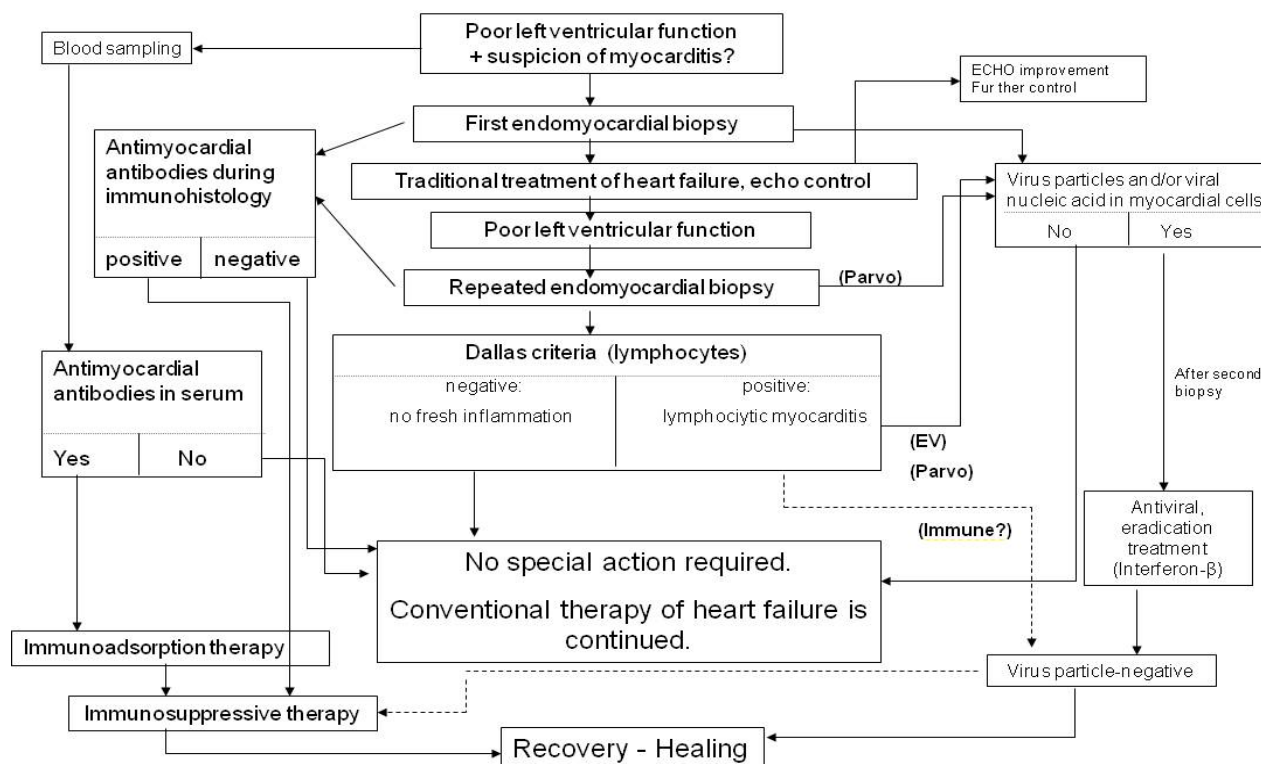 Poor left ventricular function
+ suspicion of myocarditis?
Blood sampling
ECHO improvement
Fur ther control
First endomyocardial biopsy
Antimyocardial
antibodies during
immunohistology
positive
negative
Traditional treatment of heart failure, echo control
Virus particles and/or viral
nucleic acid in myocardial cells
No
Yes
Poor left ventricular function
Repeated endomyocardial biopsy
(Parvo)
Dallas criteria (lymphocytes)
negative:
no fresh inflammation
positive:
lymphociytic myocarditis
Antimyocardial
antibodies in serum
Yes
No
After second
biopsy
(EV)
(Parvo)
(Immune?)
Antiviral,
eradication
treatment
(Interferon-β)
No special action required.
Conventional therapy of heart failure is
continued.
Immunoadsorption therapy
Virus particle-negative
Immunosuppressive therapy
Recovery - Healing